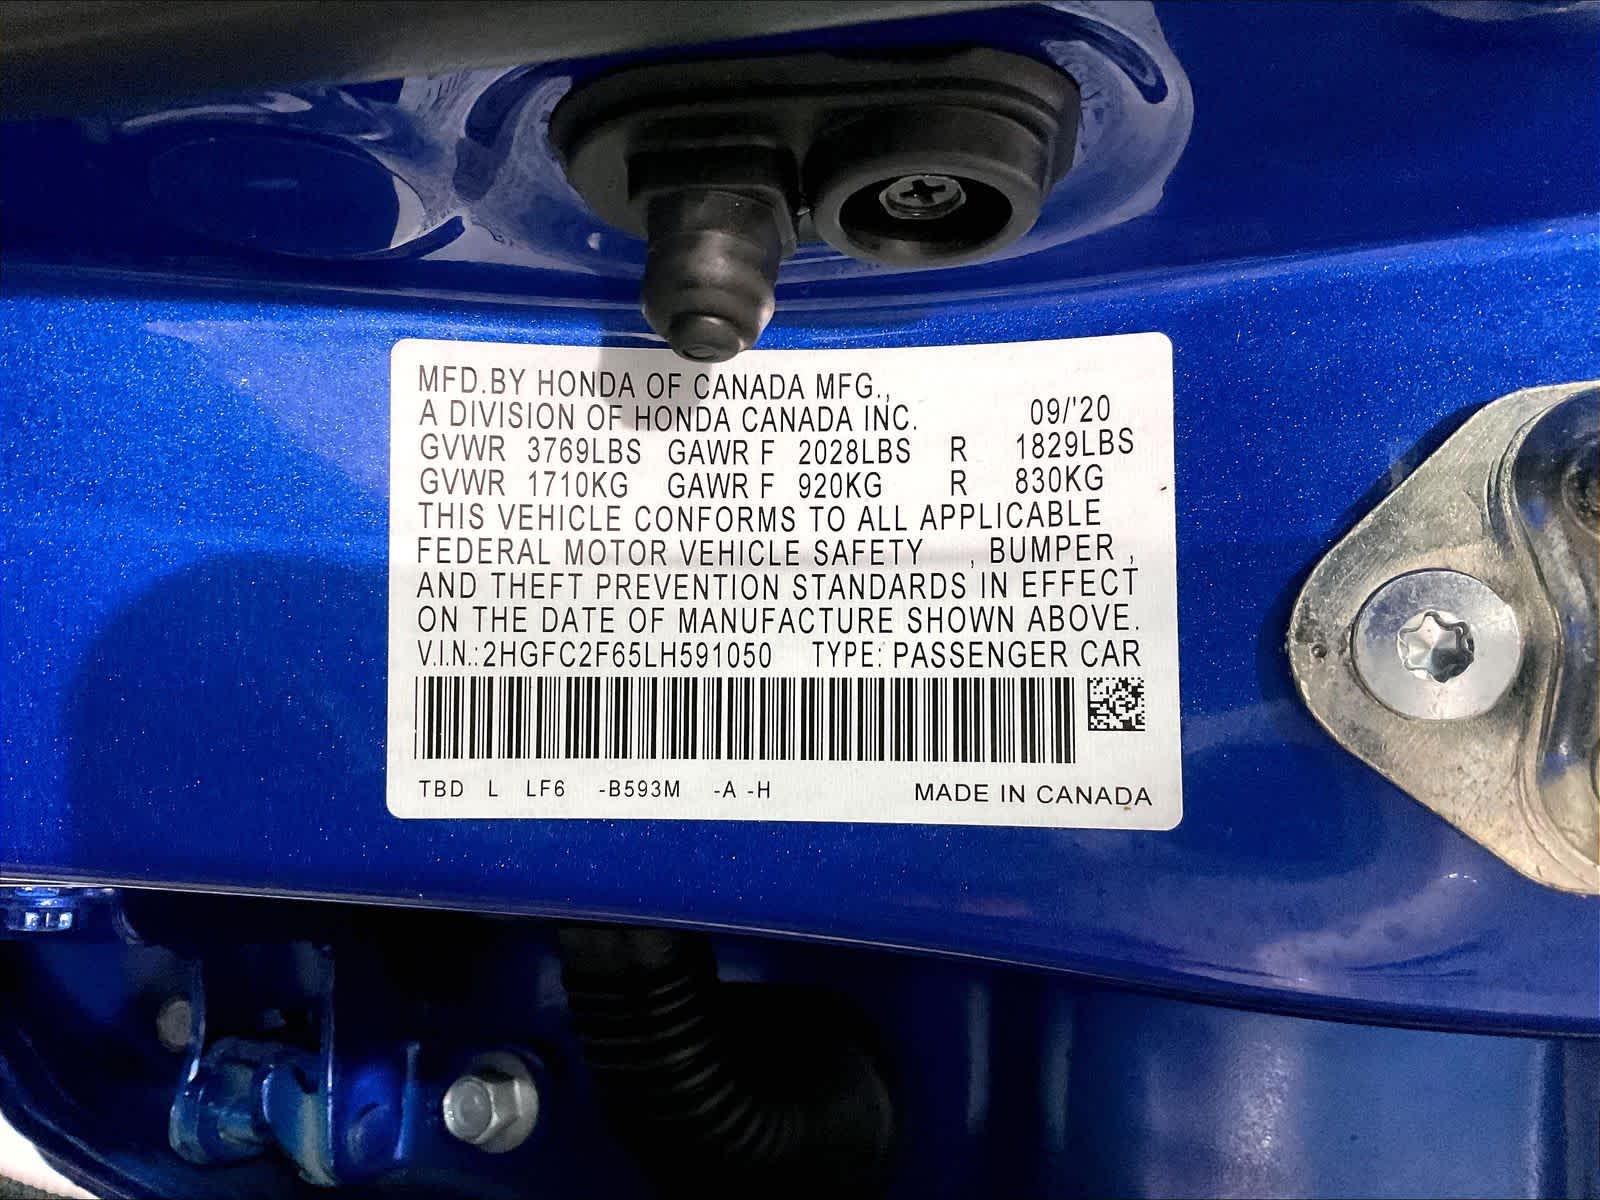 MFD.BY HONDA OF CANADA MFG.,
A DIVISION OF HONDA CANADA INC. 09/'20
GVWR 3769LBS GAWR F 2028LBS R 1829LBS
GVWR 1710KG GAWR F 920KG R 830KG
THIS VEHICLE CONFORMS TO ALL APPLICABLE
FEDERAL MOTOR VEHICLE SAFETY , BUMPER ,
AND THEFT PREVENTION STANDARDS IN EFFECT
ON THE DATE OF MANUFACTURE SHOWN ABOVE.
V.I.N.:2HGFC2F65LH591050 TYPE: PASSENGER CAR
TBD L LF6 -B593M -A -H MADE IN CANADA